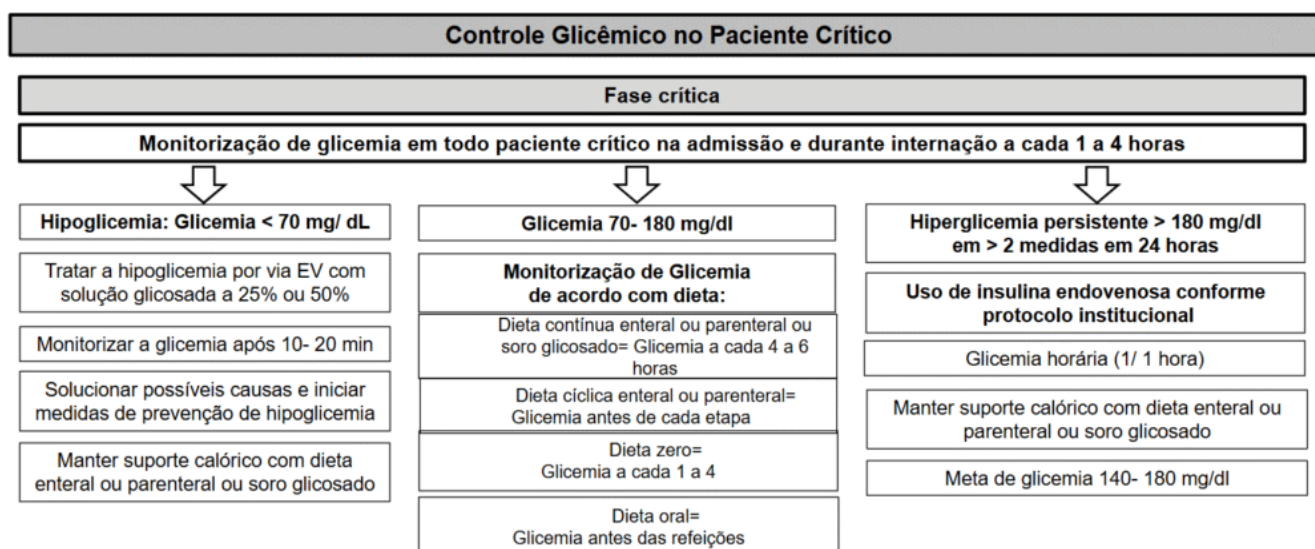 Controle Glicêmico no Paciente Crítico
Fase crítica
Monitorização de glicemia em todo paciente crítico na admissão e durante internação a cada 1 a 4 horas
Hipoglicemia: Glicemia < 70 mg/ dL
Tratar a hipoglicemia por via EV com
solução glicosada a 25% ou 50%
Monitorizar a glicemia após 10- 20 min
Solucionar possíveis causas e iniciar
medidas de prevenção de hipoglicemia
Manter suporte calórico com dieta
enteral ou parenteral ou soro glicosado
Glicemia 70- 180 mg/dl
Monitorização de Glicemia
de acordo com dieta:
Dieta contínua enteral ou parenteral ou
soro glicosado= Glicemia a cada 4 a 6
horas
Dieta cíclica enteral ou parenteral=
Glicemia antes de cada etapa
Dieta zero=
Glicemia a cada 1 a 4
Dieta oral=
Glicemia antes das refeições
Hiperglicemia persistente > 180 mg/dl
em > 2 medidas em 24 horas
Uso de insulina endovenosa conforme
protocolo institucional
Glicemia horária (1/ 1 hora)
Manter suporte calórico com dieta enteral ou
parenteral ou soro glicosado
Meta de glicemia 140- 180 mg/dl